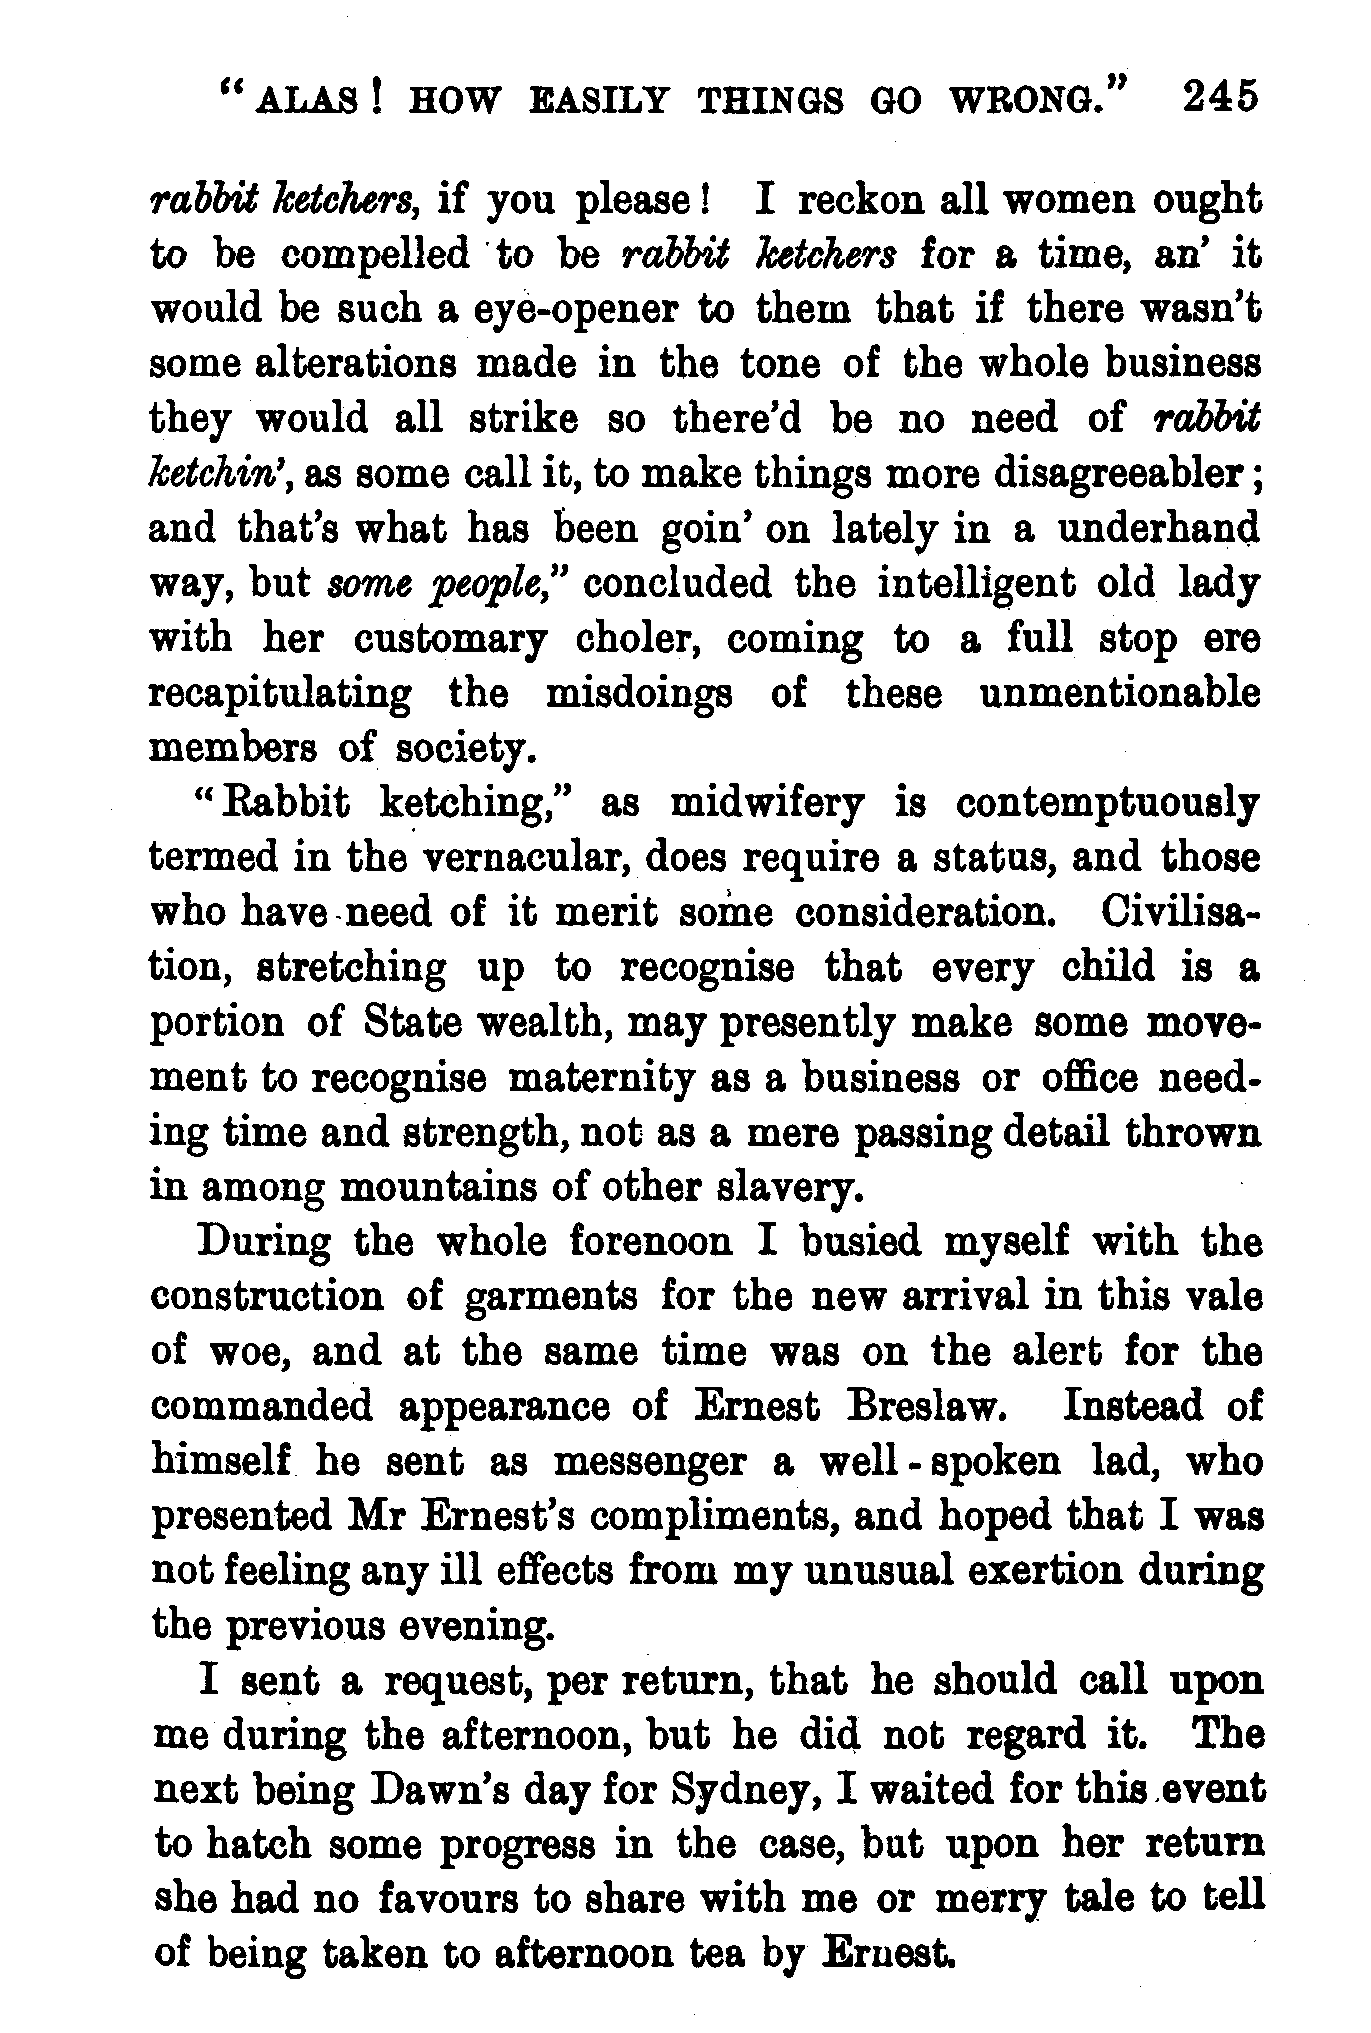 “ALAS! HOW EASILY THINGS GO WRONG.” 245
rabbit ketchers, if you please! I reckon all women ought
to be compelled to be rabbit ketchers for a time, an’ it
would be such a eye-opener to them that if there wasn’t
some alterations made in the tone of the whole business
they would all strike so there’d be no need of rabbit
ketchin’, as some call it, to make things more disagreeabler;
and that’s what has been goin’ on lately in a underhand
way, but some people,” concluded the intelligent old lady
with her customary choler, coming to a full stop ere
recapitulating the misdoings of these unmentionable
members of society.
“Rabbit ketching,” as midwifery is contemptuously
termed in the vernacular, does require a status, and those
who have need of it merit some consideration. Civilisa-
tion, stretching up to recognise that every child is a
portion of State wealth, may presently make some move-
ment to recognise maternity as a business or office need-
ing time and strength, not as a mere passing detail thrown
in among mountains of other slavery.
During the whole forenoon I busied myself with the
construction of garments for the new arrival in this vale
of woe, and at the same time was on the alert for the
commanded appearance of Ernest Breslaw. Instead of
himself he sent as messenger a well-spoken lad, who
presented Mr Ernest’s compliments, and hoped that I was
not feeling any ill effects from my unusual exertion during
the previous evening.
I sent a request, per return, that he should call upon
me during the afternoon, but he did not regard it. The
next being Dawn’s day for Sydney, I waited for this event
to hatch some progress in the case, but upon her return
she had no favours to share with me or merry tale to tell
of being taken to afternoon tea by Ernest.